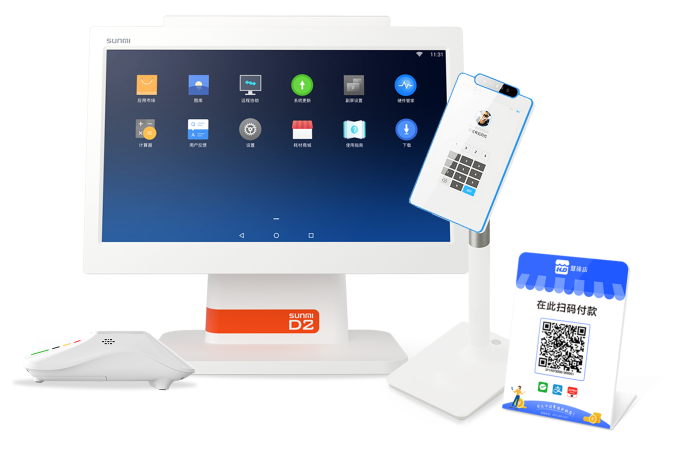 SUNMI
11:31
应用市场
图库
远程协助
系统更新
副屏设置
硬件管家
计算器
用户反馈
设置
耗材商城
使用指南
下载
SUNMI
D2
在此扫码付款